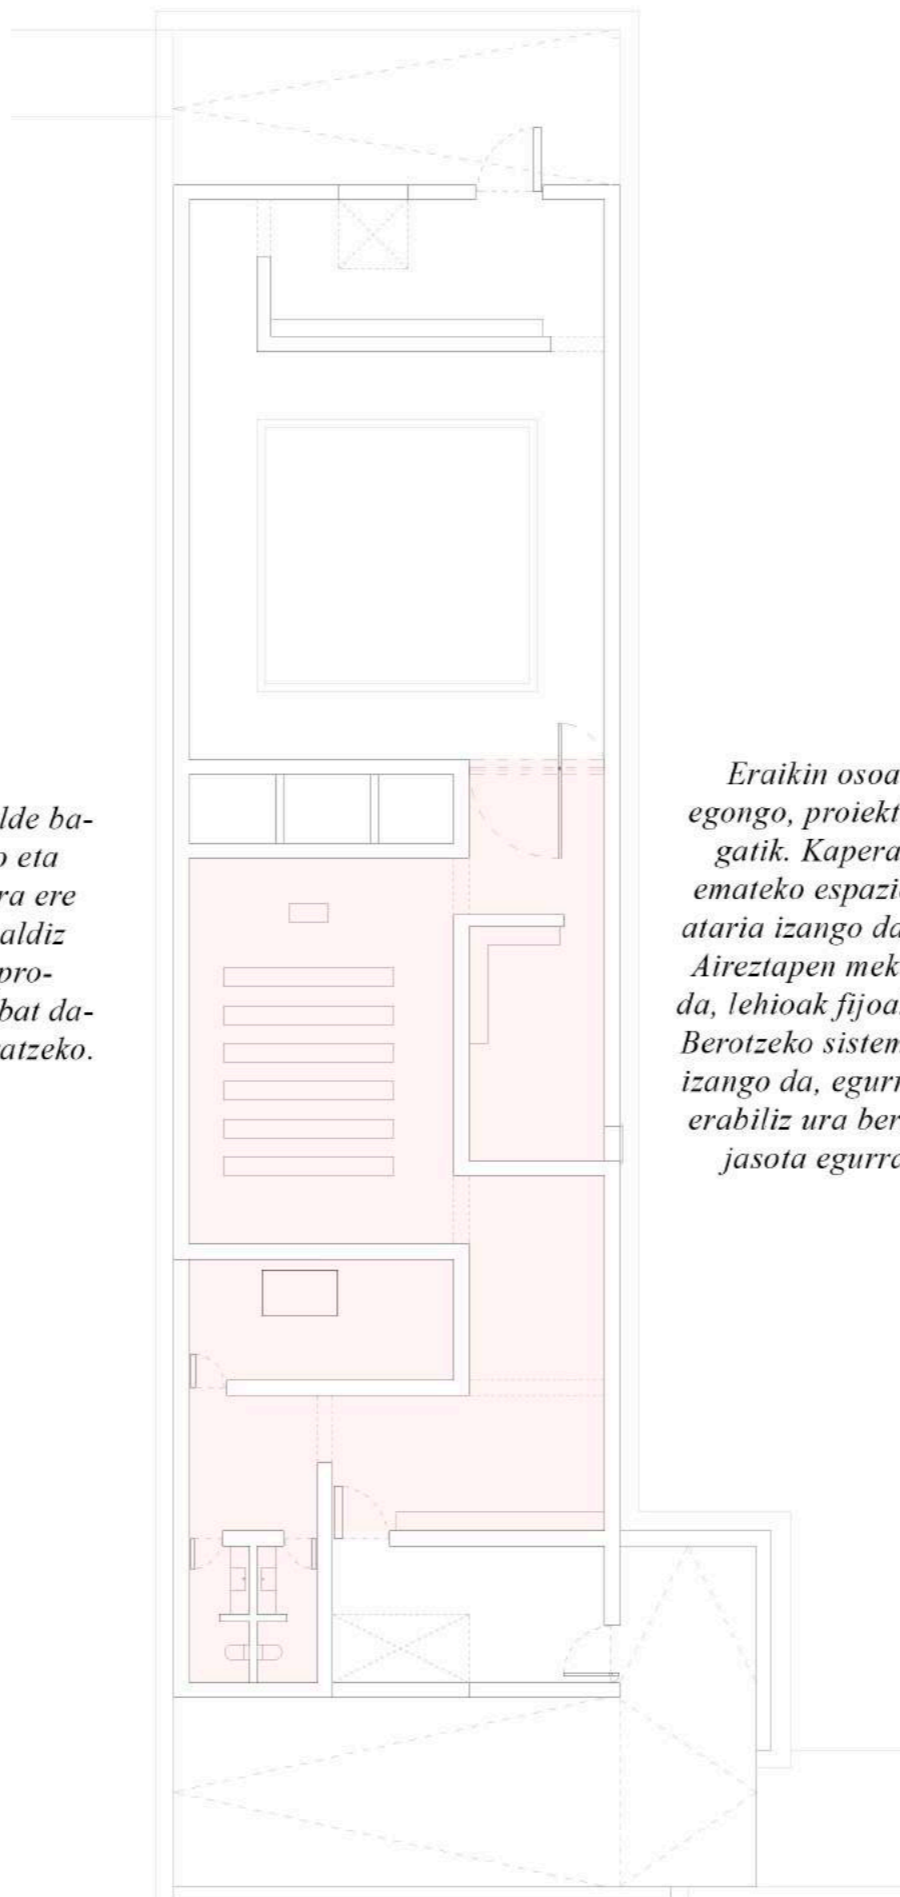 lde ba-
o eta
ra ere
aldiz
pro-
bat da-
atzeko.
Eraikin osoa
egongo, proiekt
gatik. Kapera
emateko espazi
ataria izango da
Aireztapen mek
da, lehioak fijoa
Berotzeko sistem
izango da, egurr
erabiliz ura ber
jasota egurra